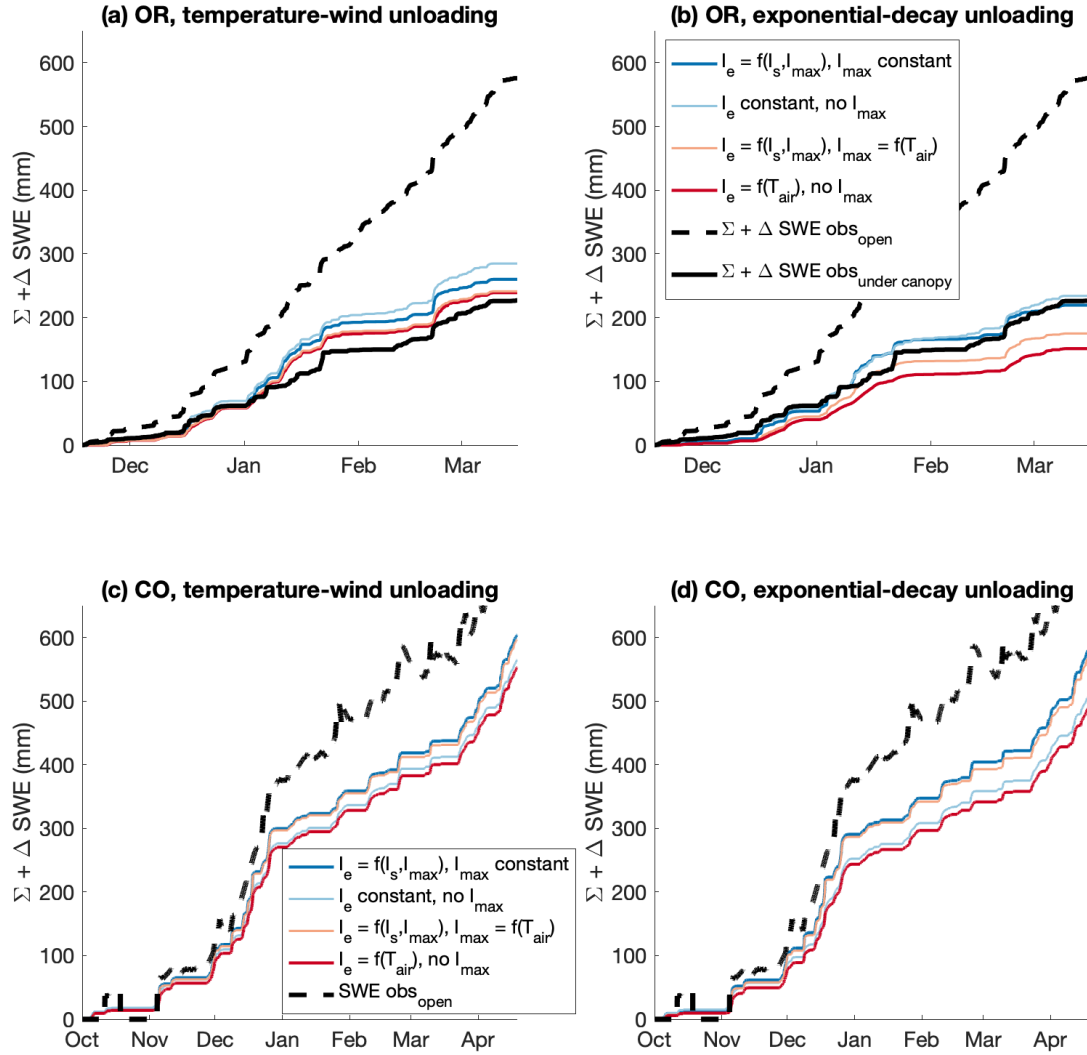 (a) OR, temperature-wind unloading
Σ +Δ SWE (mm)
600
500
400
300
200
100
0
Dec Jan Feb Mar
(b) OR, exponential-decay unloading
Σ +Δ SWE (mm)
600
500
400
300
200
100
0
Dec Jan Feb Mar
I_e = f(I_s,I_max), I_max constant
I_e constant, no I_max
I_e = f(I_s,I_max), I_max = f(T_air)
I_e = f(T_air), no I_max
Σ + Δ SWE obs_open
Σ + Δ SWE obs_under canopy
(c) CO, temperature-wind unloading
Σ + Δ SWE (mm)
600
500
400
300
200
100
0
Oct Nov Dec Jan Feb Mar Apr
I_e = f(I_s,I_max), I_max constant
I_e constant, no I_max
I_e = f(I_s,I_max), I_max = f(T_air)
I_e = f(T_air), no I_max
SWE obs_open
(d) CO, exponential-decay unloading
Σ + Δ SWE (mm)
600
500
400
300
200
100
0
Oct Nov Dec Jan Feb Mar Apr